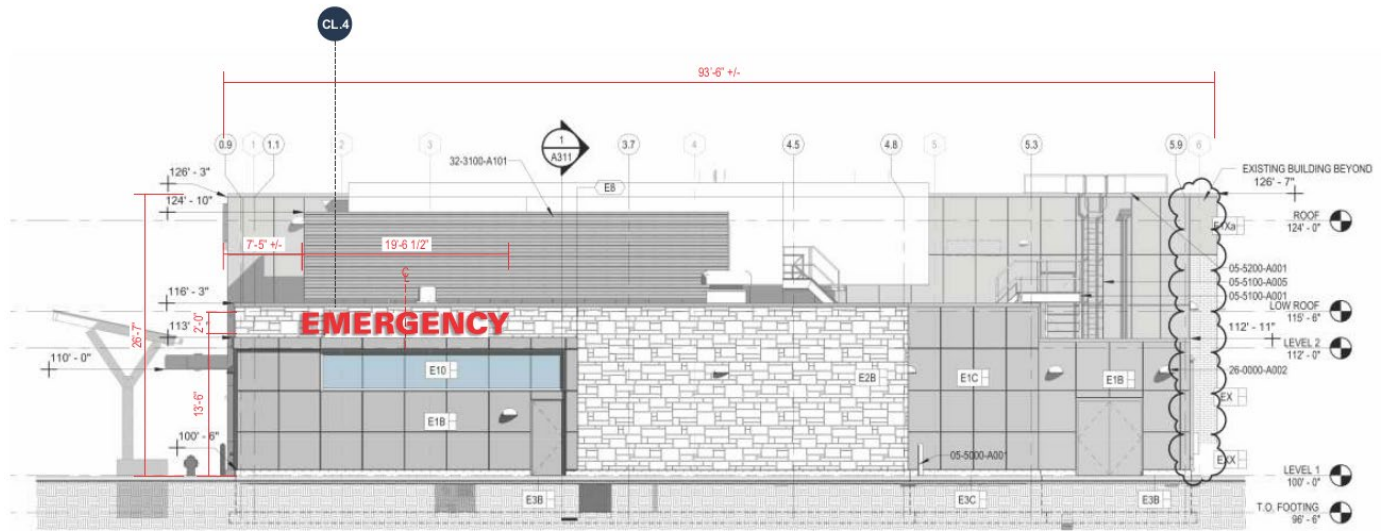 CL.4
93'-6" +/-
0.9
1
1.1
2
3
1
A311
3.7
4
4.5
4.8
5
5.3
5.9
6
32-3100-A101
E8
EXISTING BUILDING BEYOND
126' - 3"
126' - 7"
124' - 10"
ROOF
124' - 0"
E1Xa
7'-5" +/-
19'-6 1/2"
05-5200-A001
05-5100-A005
05-5100-A001
116' - 3"
LOW ROOF
115' - 6"
2'-0"
EMERGENCY
26'-7"
113'
112' - 11"
LEVEL 2
112' - 0"
110' - 0"
E10
E2B
E1C
E1B
26-0000-A002
EX
13'-6"
E1B
100' - 6"
05-5000-A001
EXX
LEVEL 1
100' - 0"
E3B
E3C
E3B
T.O. FOOTING
96' - 6"